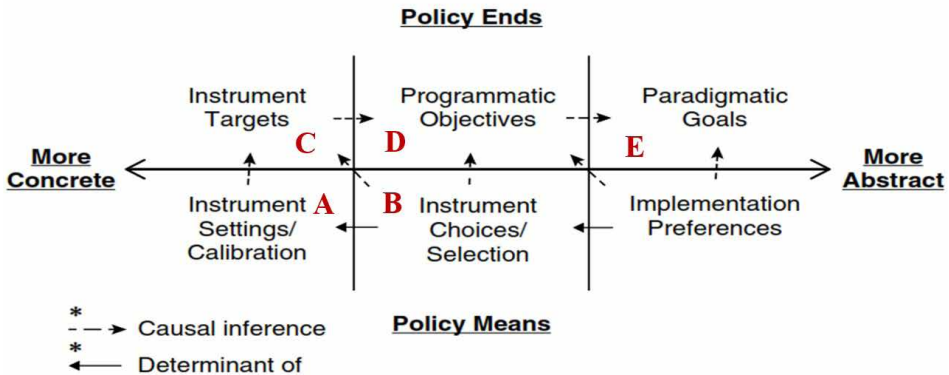 Policy Ends
Instrument
Targets
Programmatic
Objectives
Paradigmatic
Goals
C
D
E
More
Concrete
More
Abstract
A
B
Instrument
Settings/
Calibration
Instrument
Choices/
Selection
Implementation
Preferences
*
Causal inference
Policy Means
*
Determinant of